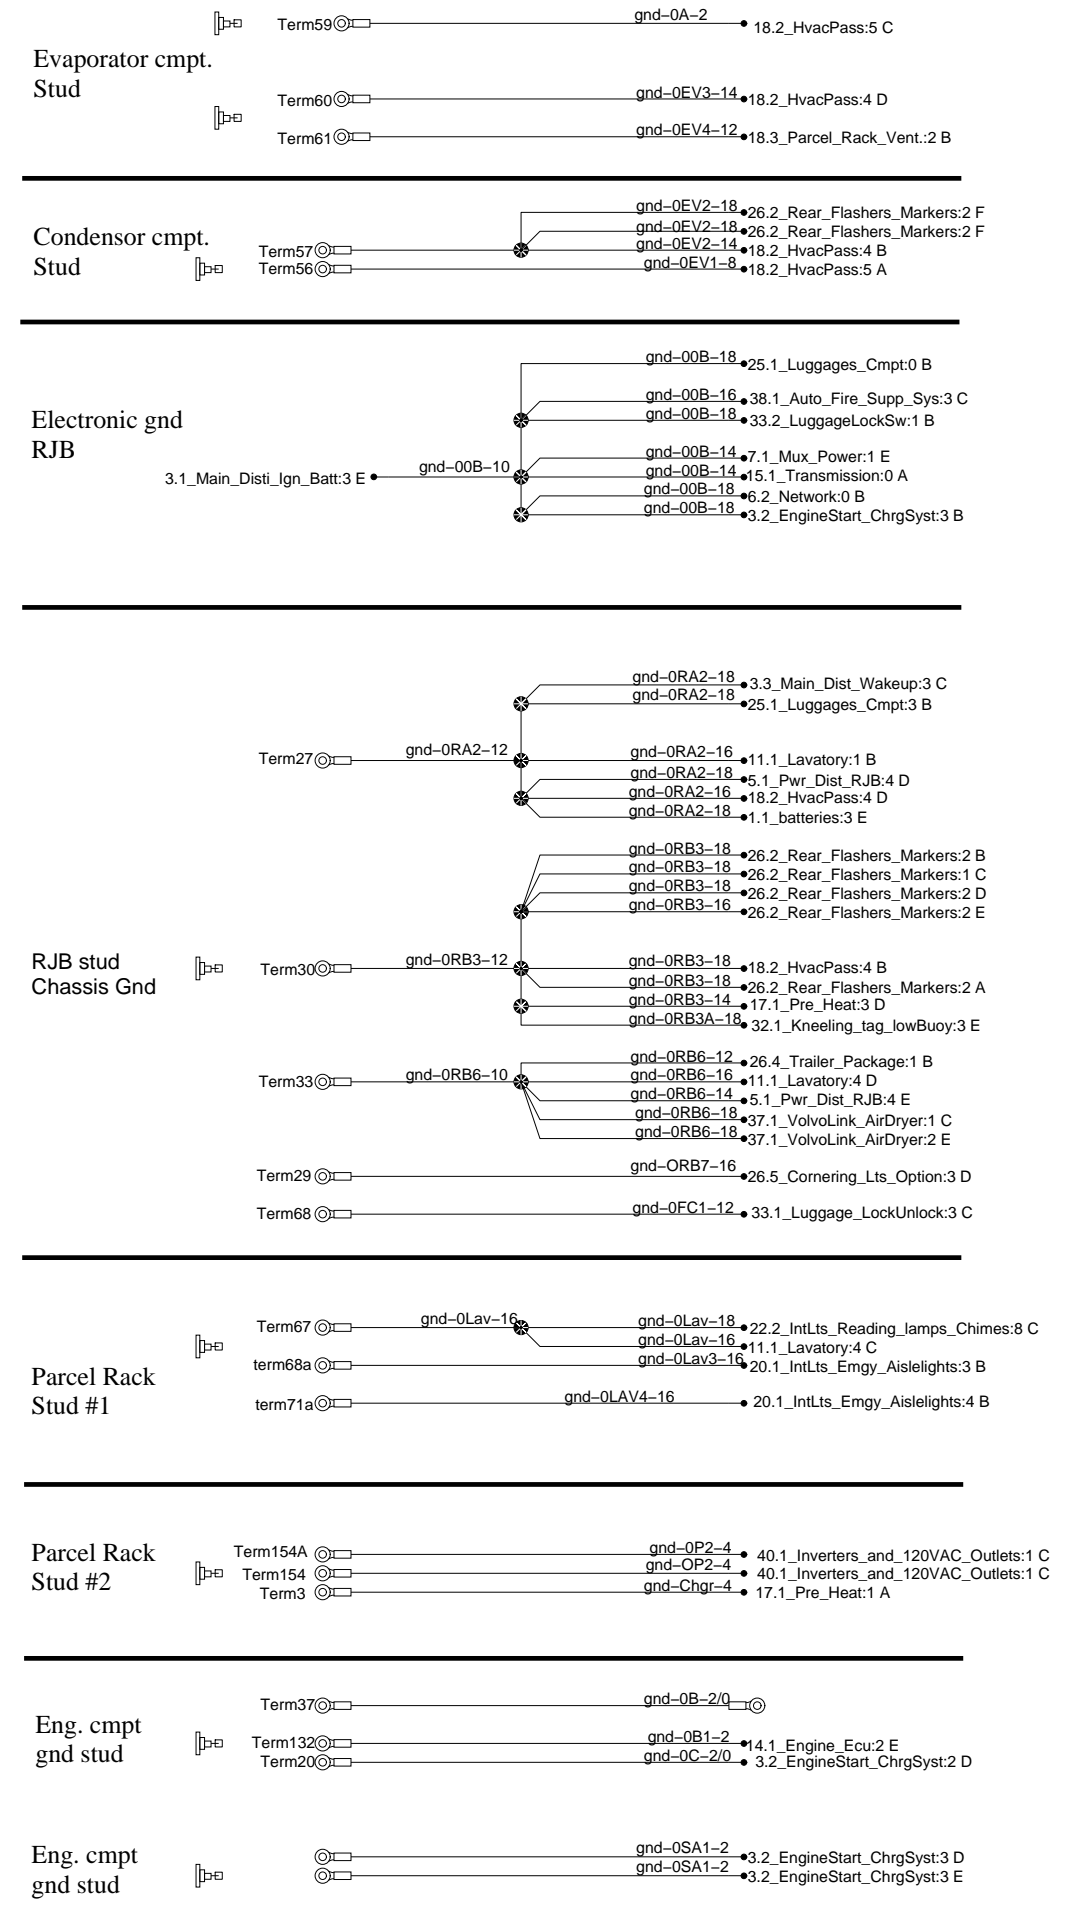 gnd-0A-2
Term59
18.2_HvacPass:5 C
Evaporator cmpt.
Stud
gnd-0EV3-14
Term60
18.2_HvacPass:4 D
gnd-0EV4-12
Term61
18.3_Parcel_Rack_Vent.:2 B
gnd-0EV2-18
26.2_Rear_Flashers_Markers:2 F
gnd-0EV2-18
26.2_Rear_Flashers_Markers:2 F
Condensor cmpt.
Stud
Term57
gnd-0EV2-14
18.2_HvacPass:4 B
Term56
gnd-0EV1-8
18.2_HvacPass:5 A
gnd-00B-18
25.1_Luggages_Cmpt:0 B
gnd-00B-16
38.1_Auto_Fire_Supp_Sys:3 C
gnd-00B-18
33.2_LuggageLockSw:1 B
Electronic gnd
RJB
gnd-00B-14
7.1_Mux_Power:1 E
3.1_Main_Disti_Ign_Batt:3 E
gnd-00B-10
gnd-00B-14
15.1_Transmission:0 A
gnd-00B-18
6.2_Network:0 B
gnd-00B-18
3.2_EngineStart_ChrgSyst:3 B
gnd-0RA2-18
3.3_Main_Dist_Wakeup:3 C
gnd-0RA2-18
25.1_Luggages_Cmpt:3 B
Term27
gnd-0RA2-12
gnd-0RA2-16
11.1_Lavatory:1 B
gnd-0RA2-18
5.1_Pwr_Dist_RJB:4 D
gnd-0RA2-16
18.2_HvacPass:4 D
gnd-0RA2-18
1.1_batteries:3 E
gnd-0RB3-18
26.2_Rear_Flashers_Markers:2 B
gnd-0RB3-18
26.2_Rear_Flashers_Markers:1 C
gnd-0RB3-18
26.2_Rear_Flashers_Markers:2 D
gnd-0RB3-16
26.2_Rear_Flashers_Markers:2 E
RJB stud
Chassis Gnd
Term30
gnd-0RB3-12
gnd-0RB3-18
18.2_HvacPass:4 B
gnd-0RB3-18
26.2_Rear_Flashers_Markers:2 A
gnd-0RB3-14
17.1_Pre_Heat:3 D
gnd-0RB3A-18
32.1_Kneeling_tag_lowBuoy:3 E
gnd-0RB6-12
26.4_Trailer_Package:1 B
Term33
gnd-0RB6-10
gnd-0RB6-16
11.1_Lavatory:4 D
gnd-0RB6-14
5.1_Pwr_Dist_RJB:4 E
gnd-0RB6-18
37.1_VolvoLink_AirDryer:1 C
gnd-0RB6-18
37.1_VolvoLink_AirDryer:2 E
Term29
gnd-ORB7-16
26.5_Cornering_Lts_Option:3 D
Term68
gnd-0FC1-12
33.1_Luggage_LockUnlock:3 C
Term67
gnd-0Lav-16
gnd-0Lav-18
22.2_IntLts_Reading_lamps_Chimes:8 C
gnd-0Lav-16
11.1_Lavatory:4 C
term68a
gnd-0Lav3-16
20.1_IntLts_Emgy_Aislelights:3 B
Parcel Rack
Stud #1
term71a
gnd-0LAV4-16
20.1_IntLts_Emgy_Aislelights:4 B
Parcel Rack
Stud #2
Term154A
gnd-0P2-4
40.1_Inverters_and_120VAC_Outlets:1 C
Term154
gnd-OP2-4
40.1_Inverters_and_120VAC_Outlets:1 C
Term3
gnd-Chgr-4
17.1_Pre_Heat:1 A
Term37
gnd-0B-2/0
Eng. cmpt
gnd stud
Term132
gnd-0B1-2
14.1_Engine_Ecu:2 E
Term20
gnd-0C-2/0
3.2_EngineStart_ChrgSyst:2 D
Eng. cmpt
gnd stud
gnd-0SA1-2
3.2_EngineStart_ChrgSyst:3 D
gnd-0SA1-2
3.2_EngineStart_ChrgSyst:3 E